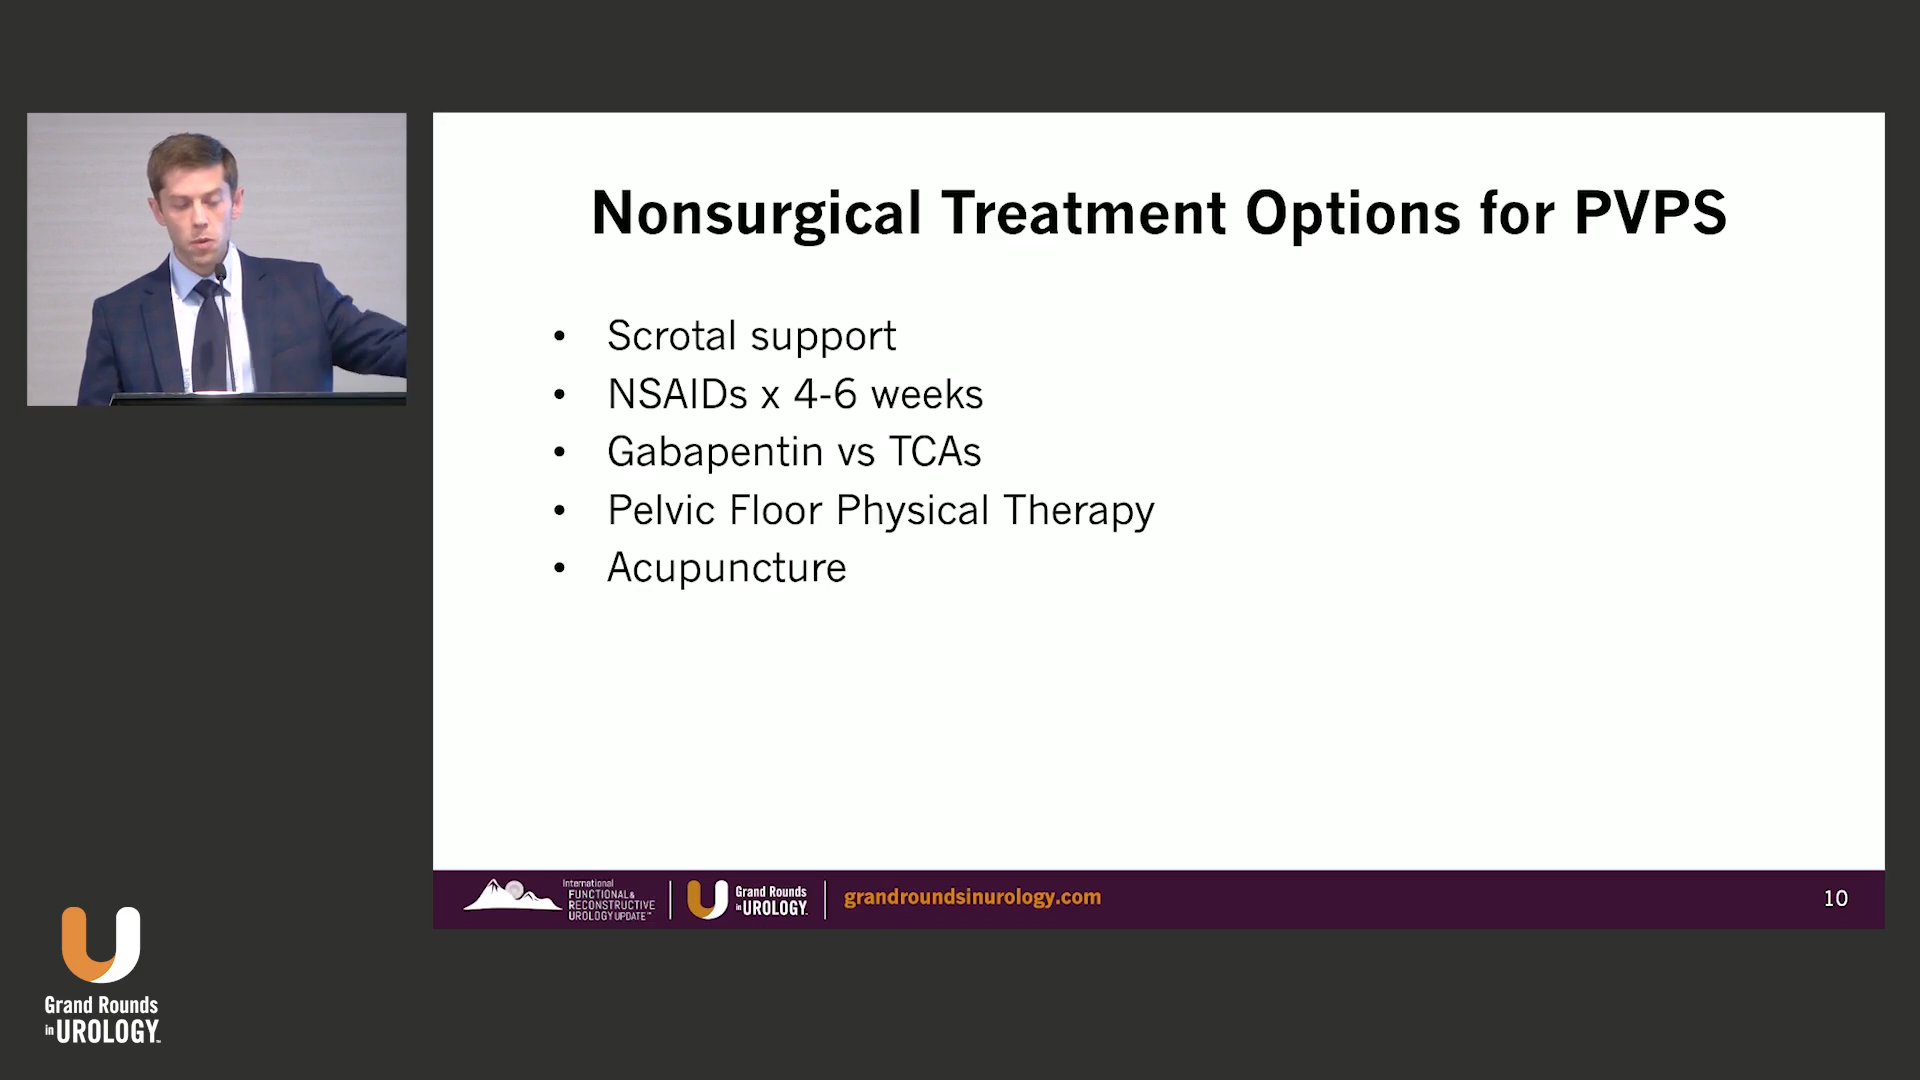 Nonsurgical Treatment Options for PVPS
• Scrotal support
• NSAIDs x 4-6 weeks
• Gabapentin vs TCAs
• Pelvic Floor Physical Therapy
• Acupuncture
International
FUNCTIONAL &
RECONSTRUCTIVE
UROLOGY UPDATE™
Grand Rounds
in UROLOGY.
grandroundsinurology.com
10
Grand Rounds
in UROLOGY™